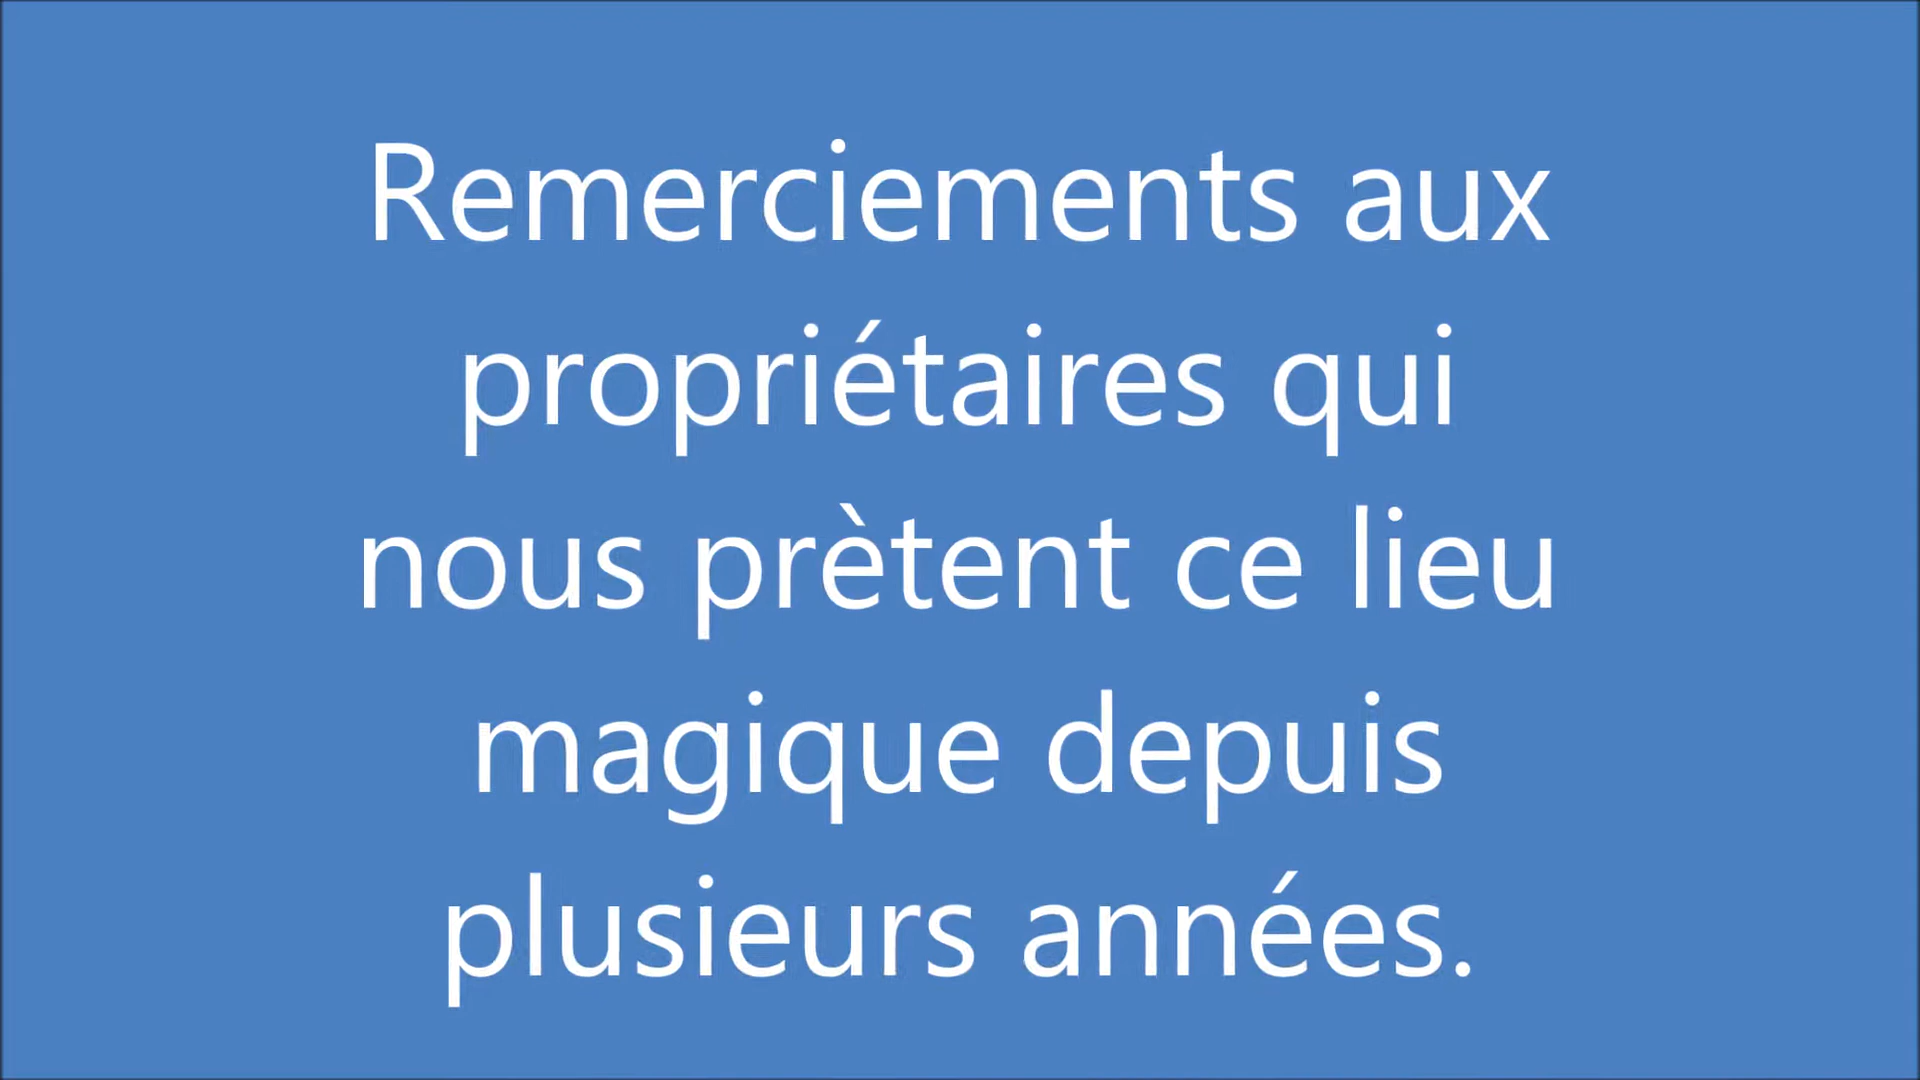 Remerciements aux
propriétaires qui
nous prètent ce lieu
magique depuis
plusieurs années.